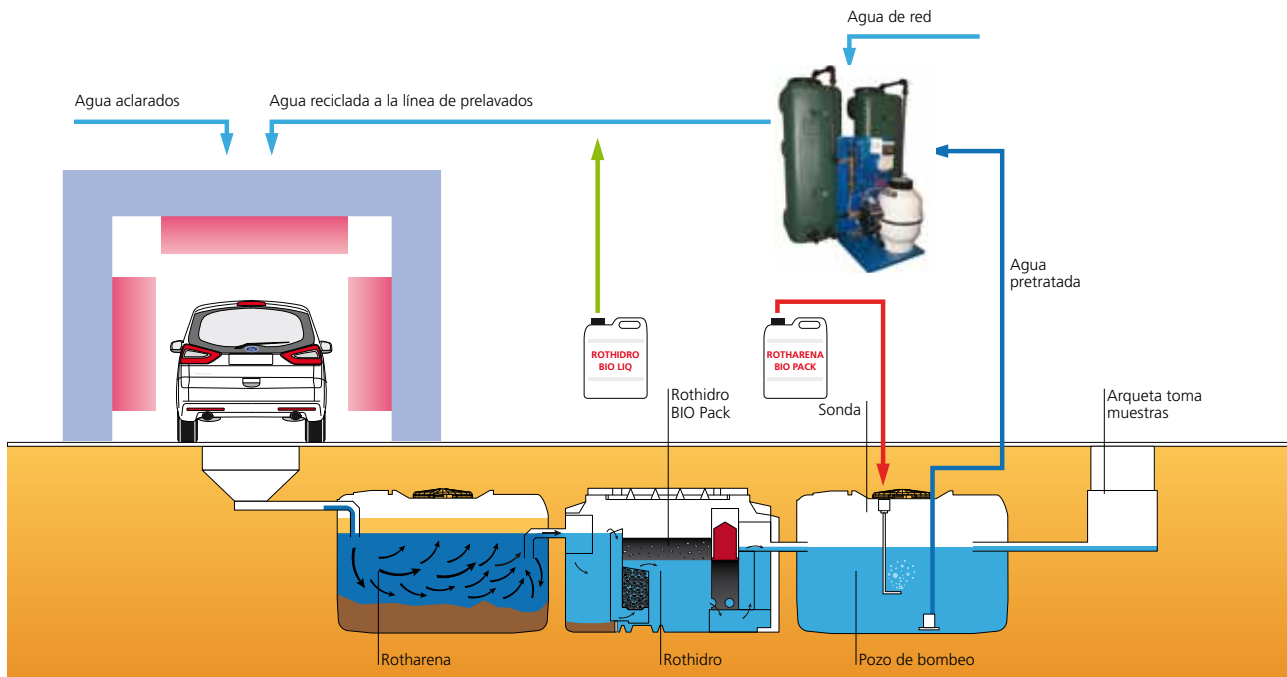 Agua de red
Agua aclarados
Agua reciclada a la línea de prelavados
Agua
pretratada
ROTHIDRO
BIO LIQ
ROTHARENA
BIO PACK
Rothidro
BIO Pack
Sonda
Arqueta toma
muestras
Rotharena
Rothidro
Pozo de bombeo